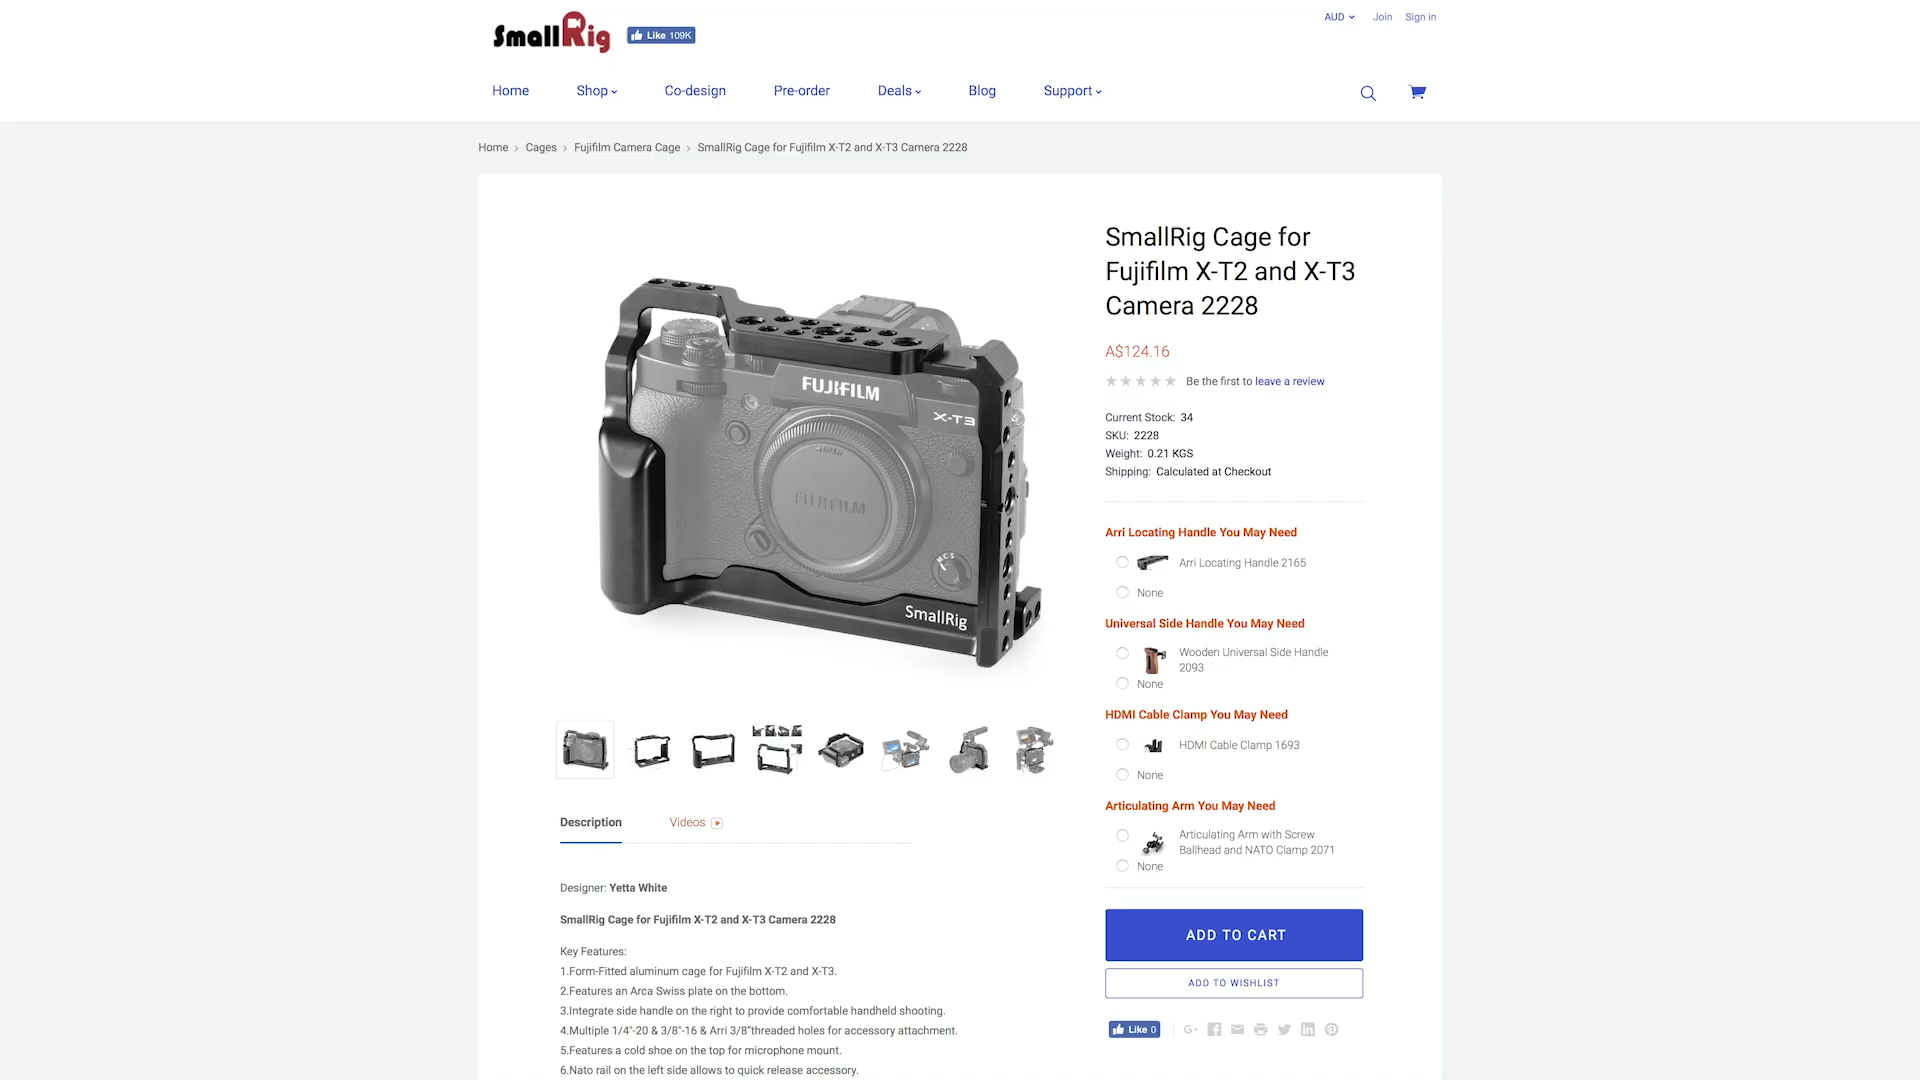 SmallRig
Like 109K
AUD
Join
Sign in
Home
Shop
Co-design
Pre-order
Deals
Blog
Support
Home › Cages › Fujifilm Camera Cage › SmallRig Cage for Fujifilm X-T2 and X-T3 Camera 2228
FUJIFILM
X-T3
FUJIFILM
M C S
SmallRig
SmallRig Cage for
Fujifilm X-T2 and X-T3
Camera 2228
A$124.16
Be the first to leave a review
Current Stock: 34
SKU: 2228
Weight: 0.21 KGS
Shipping: Calculated at Checkout
Arri Locating Handle You May Need
Arri Locating Handle 2165
None
Universal Side Handle You May Need
Wooden Universal Side Handle
2093
None
HDMI Cable Clamp You May Need
HDMI Cable Clamp 1693
None
Articulating Arm You May Need
Articulating Arm with Screw
Ballhead and NATO Clamp 2071
None
ADD TO CART
ADD TO WISHLIST
Like 0
Description
Videos
Designer: Yetta White
SmallRig Cage for Fujifilm X-T2 and X-T3 Camera 2228
Key Features:
1.Form-Fitted aluminum cage for Fujifilm X-T2 and X-T3.
2.Features an Arca Swiss plate on the bottom.
3.Integrate side handle on the right to provide comfortable handheld shooting.
4.Multiple 1/4"-20 & 3/8"-16 & Arri 3/8"threaded holes for accessory attachment.
5.Features a cold shoe on the top for microphone mount.
6.Nato rail on the left side allows to quick release accessory.